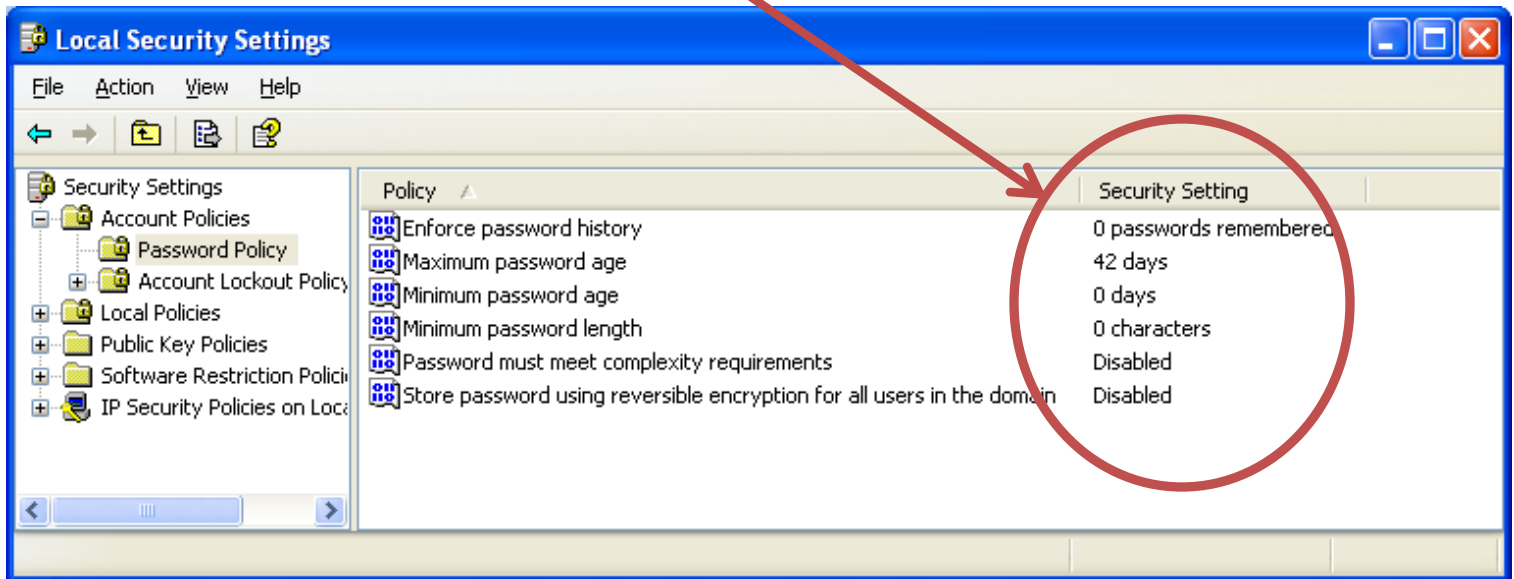 Local Security Settings
File Action View Help
Security Settings
Account Policies
Password Policy
Account Lockout Policy
Local Policies
Public Key Policies
Software Restriction Polici
IP Security Policies on Loca
Policy Security Setting
Enforce password history 0 passwords remembered
Maximum password age 42 days
Minimum password age 0 days
Minimum password length 0 characters
Password must meet complexity requirements Disabled
Store password using reversible encryption for all users in the domain Disabled